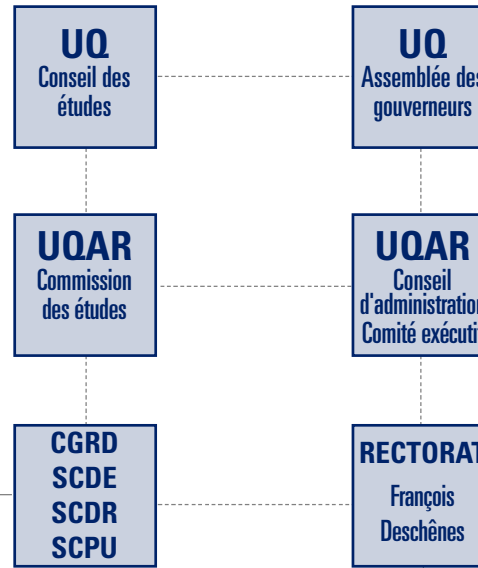 UQ
Conseil des
études
UQ
Assemblée des
gouverneurs
UQAR
Commission
des études
UQAR
Conseil
d'administration
Comité exécutif
CGRD
SCDE
SCDR
SCPU
RECTORAT
François
Deschênes